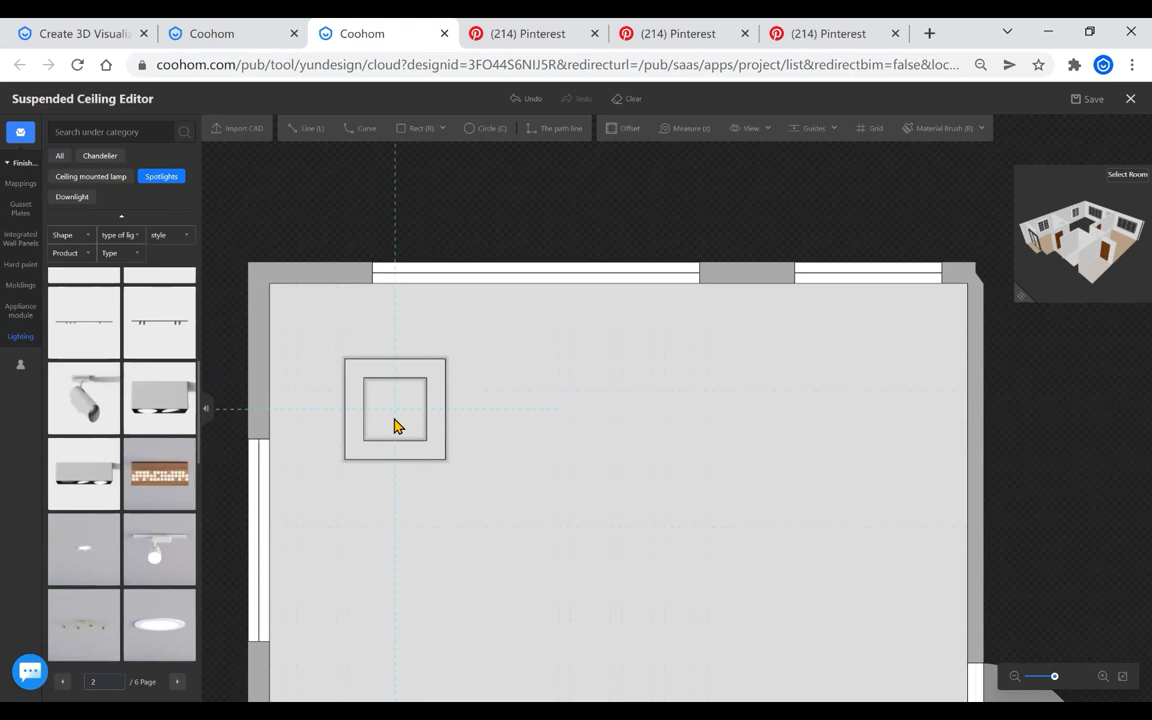 Create 3D Visualiz
Coohom
Coohom
(214) Pinterest
(214) Pinterest
(214) Pinterest
coohom.com/pub/tool/yundesign/cloud?designid=3FO44S6NIJ5R&redirecturl=/pub/saas/apps/project/list&redirectbim=false&loc...
Suspended Ceiling Editor
Undo
Redo
Clear
Save
Search under category
Import CAD
Line (L)
Curve
Rect (R)
Circle (C)
The path line
Offset
Measure (z)
View
Guides
Grid
Material Brush (B)
All
Chandelier
Ceiling mounted lamp
Spotlights
Downlight
Finish...
Mappings
Gusset
Plates
Integrated
Wall Panels
Hard paint
Moldings
Appliance
module
Lighting
Shape
type of lig
style
Product
Type
Select Room
2
/ 6 Page